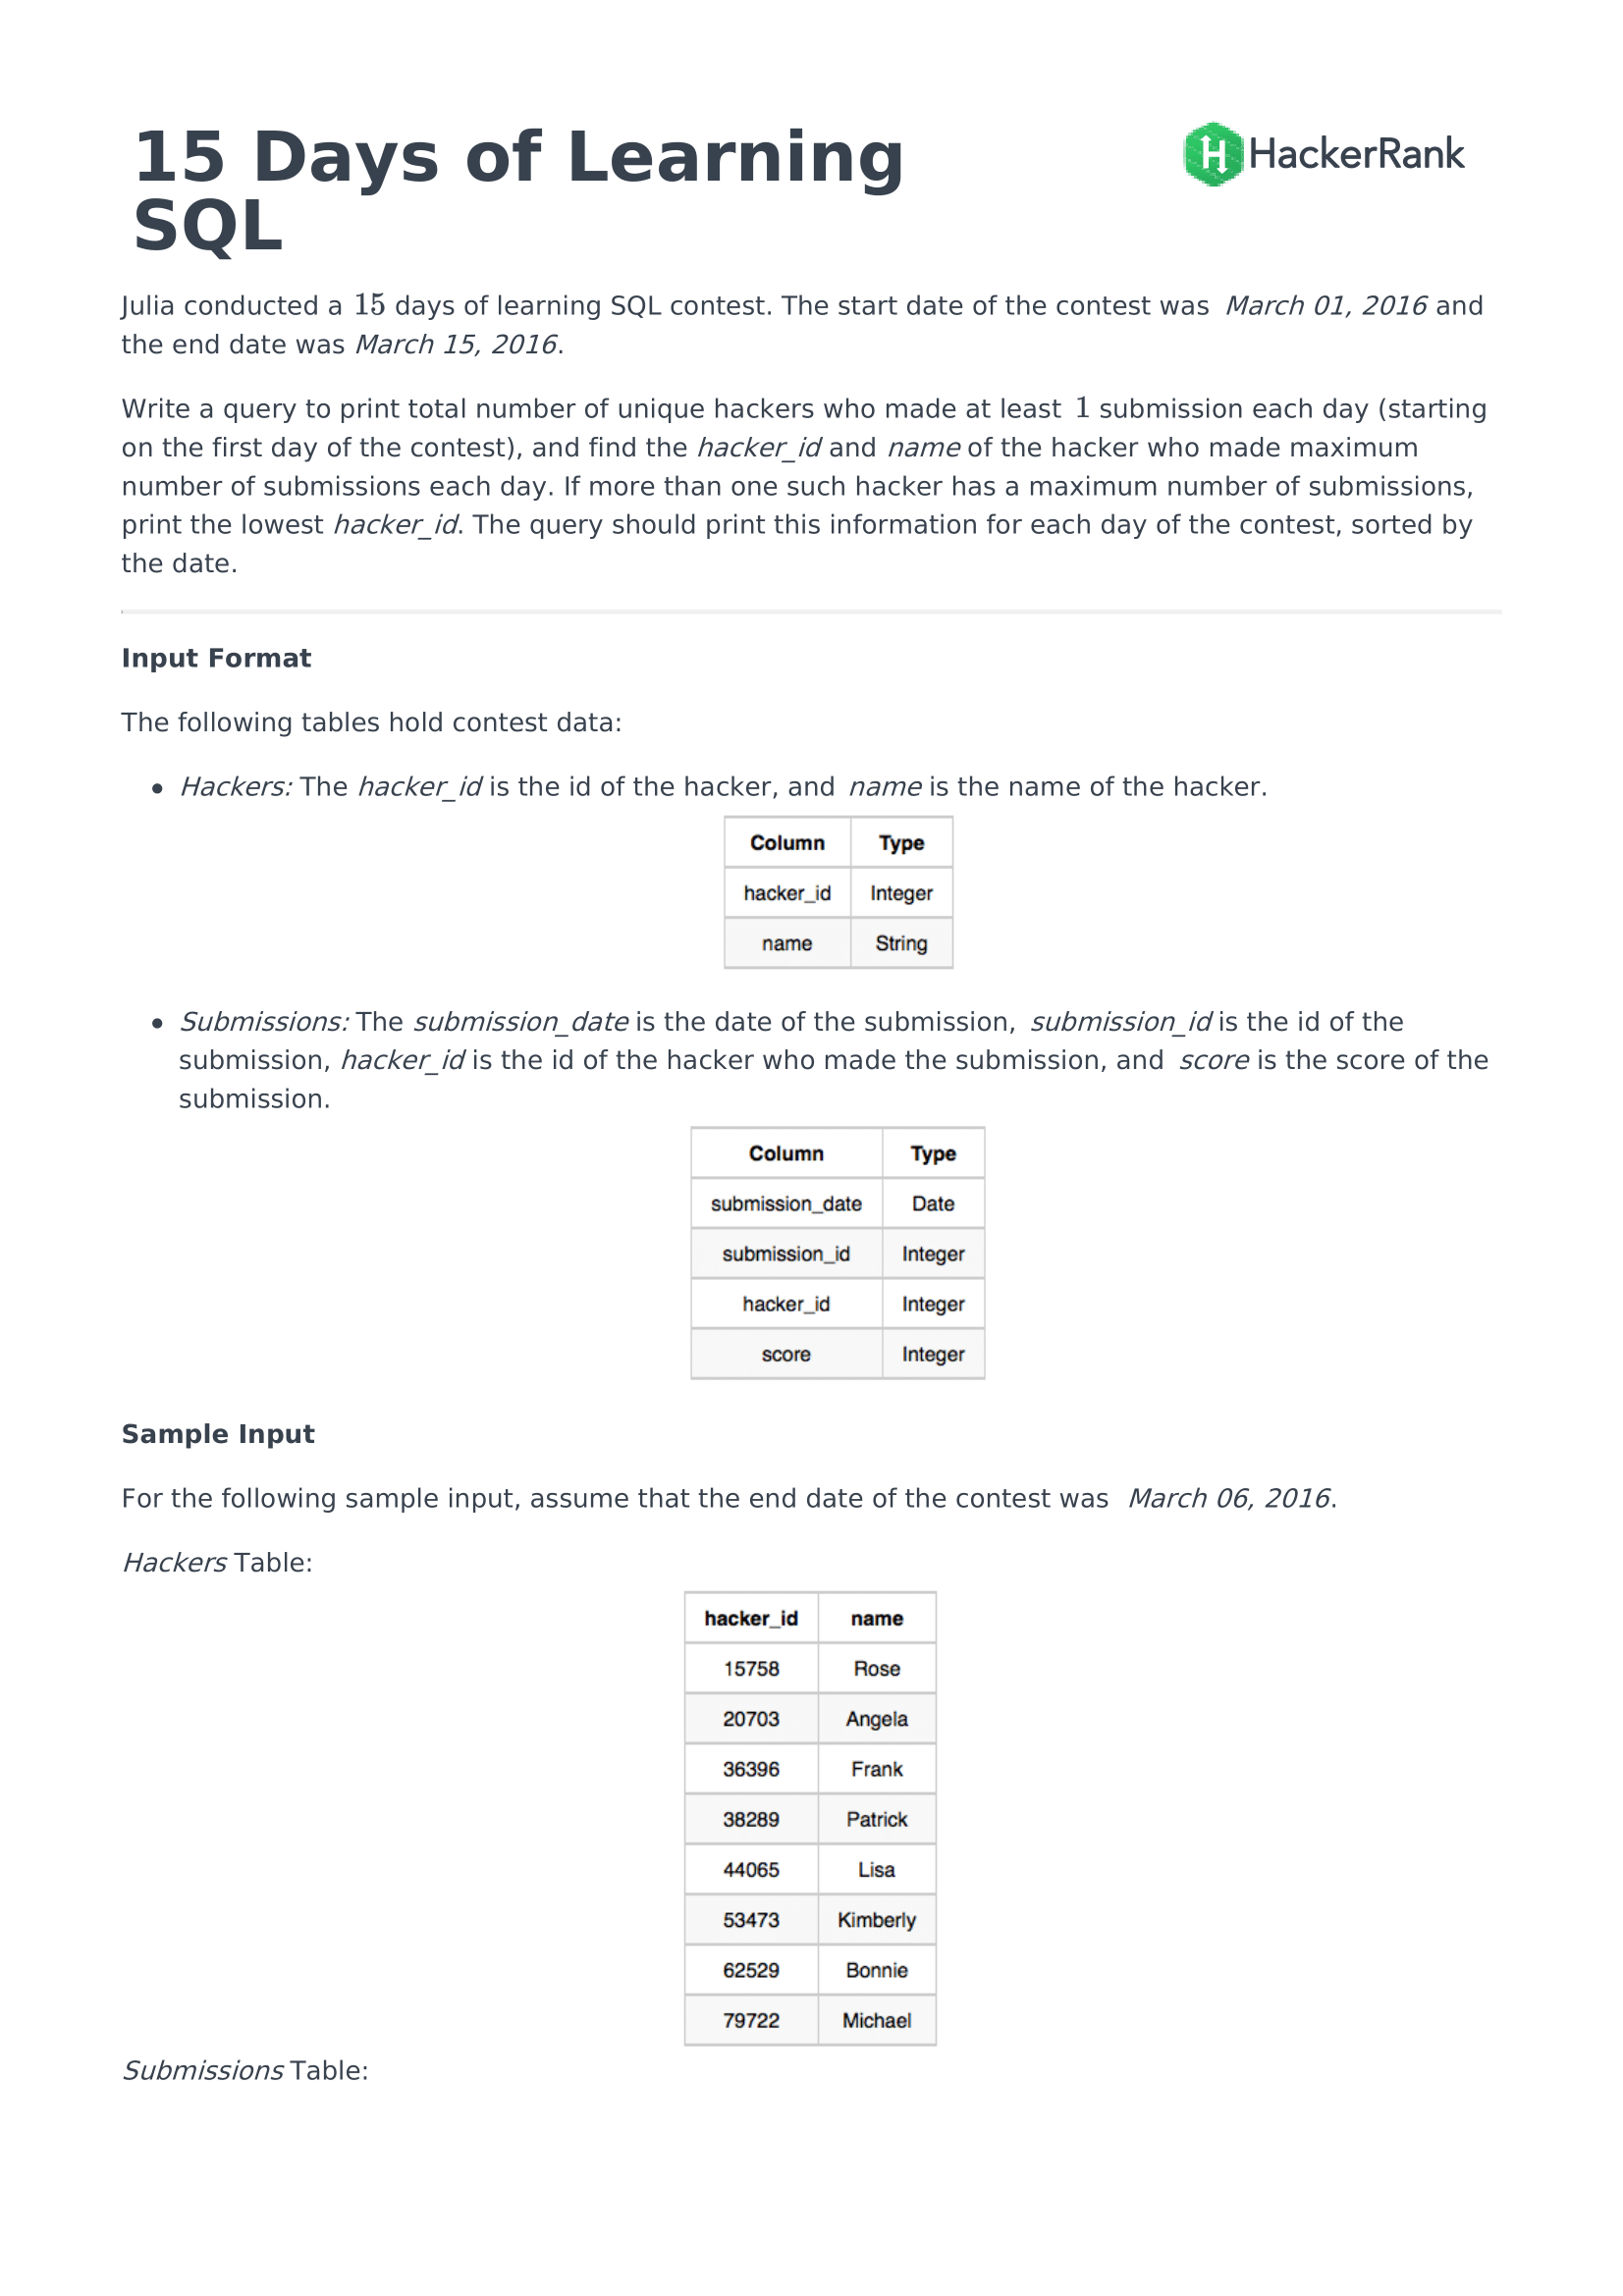 15 Days of Learning
SQL
HackerRank
Julia conducted a 15 days of learning SQL contest. The start date of the contest was March 01, 2016 and
the end date was March 15, 2016.
Write a query to print total number of unique hackers who made at least 1 submission each day (starting
on the first day of the contest), and find the hacker_id and name of the hacker who made maximum
number of submissions each day. If more than one such hacker has a maximum number of submissions,
print the lowest hacker_id. The query should print this information for each day of the contest, sorted by
the date.
Input Format
The following tables hold contest data:
• Hackers: The hacker_id is the id of the hacker, and name is the name of the hacker.
Column Type
hacker_id Integer
name String
• Submissions: The submission_date is the date of the submission, submission_id is the id of the
submission, hacker_id is the id of the hacker who made the submission, and score is the score of the
submission.
Column Type
submission_date Date
submission_id Integer
hacker_id Integer
score Integer
Sample Input
For the following sample input, assume that the end date of the contest was March 06, 2016.
Hackers Table:
hacker_id name
15758 Rose
20703 Angela
36396 Frank
38289 Patrick
44065 Lisa
53473 Kimberly
62529 Bonnie
79722 Michael
Submissions Table: